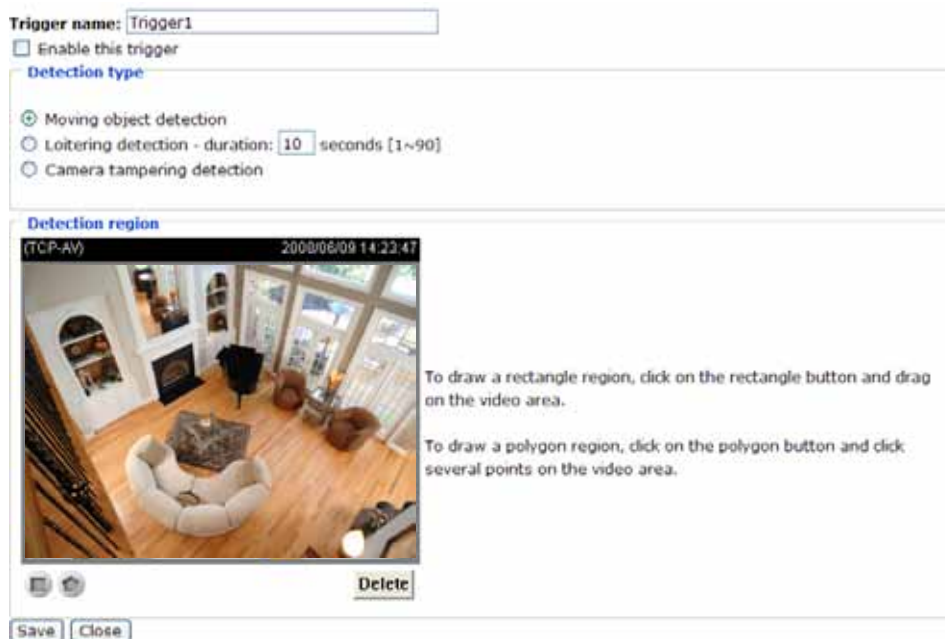 Trigger name: Trigger1
Enable this trigger
Detection type
Moving object detection
Loitering detection - duration: 10 seconds [1~90]
Camera tampering detection
Detection region
(TCP-AV) 2008/06/09 14:23:47
To draw a rectangle region, click on the rectangle button and drag
on the video area.
To draw a polygon region, click on the polygon button and click
several points on the video area.
Delete
Save Close